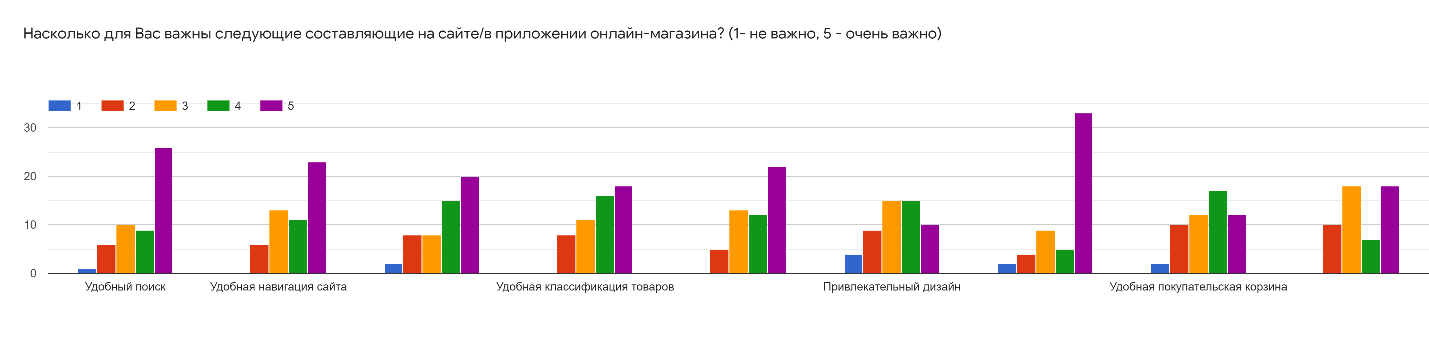 Насколько для Вас важны следующие составляющие на сайте/в приложении онлайн-магазина? (1- не важно, 5 - очень важно)
1 2 3 4 5
30
20
10
0
Удобный поиск Удобная навигация сайта Удобная классификация товаров Привлекательный дизайн Удобная покупательская корзина